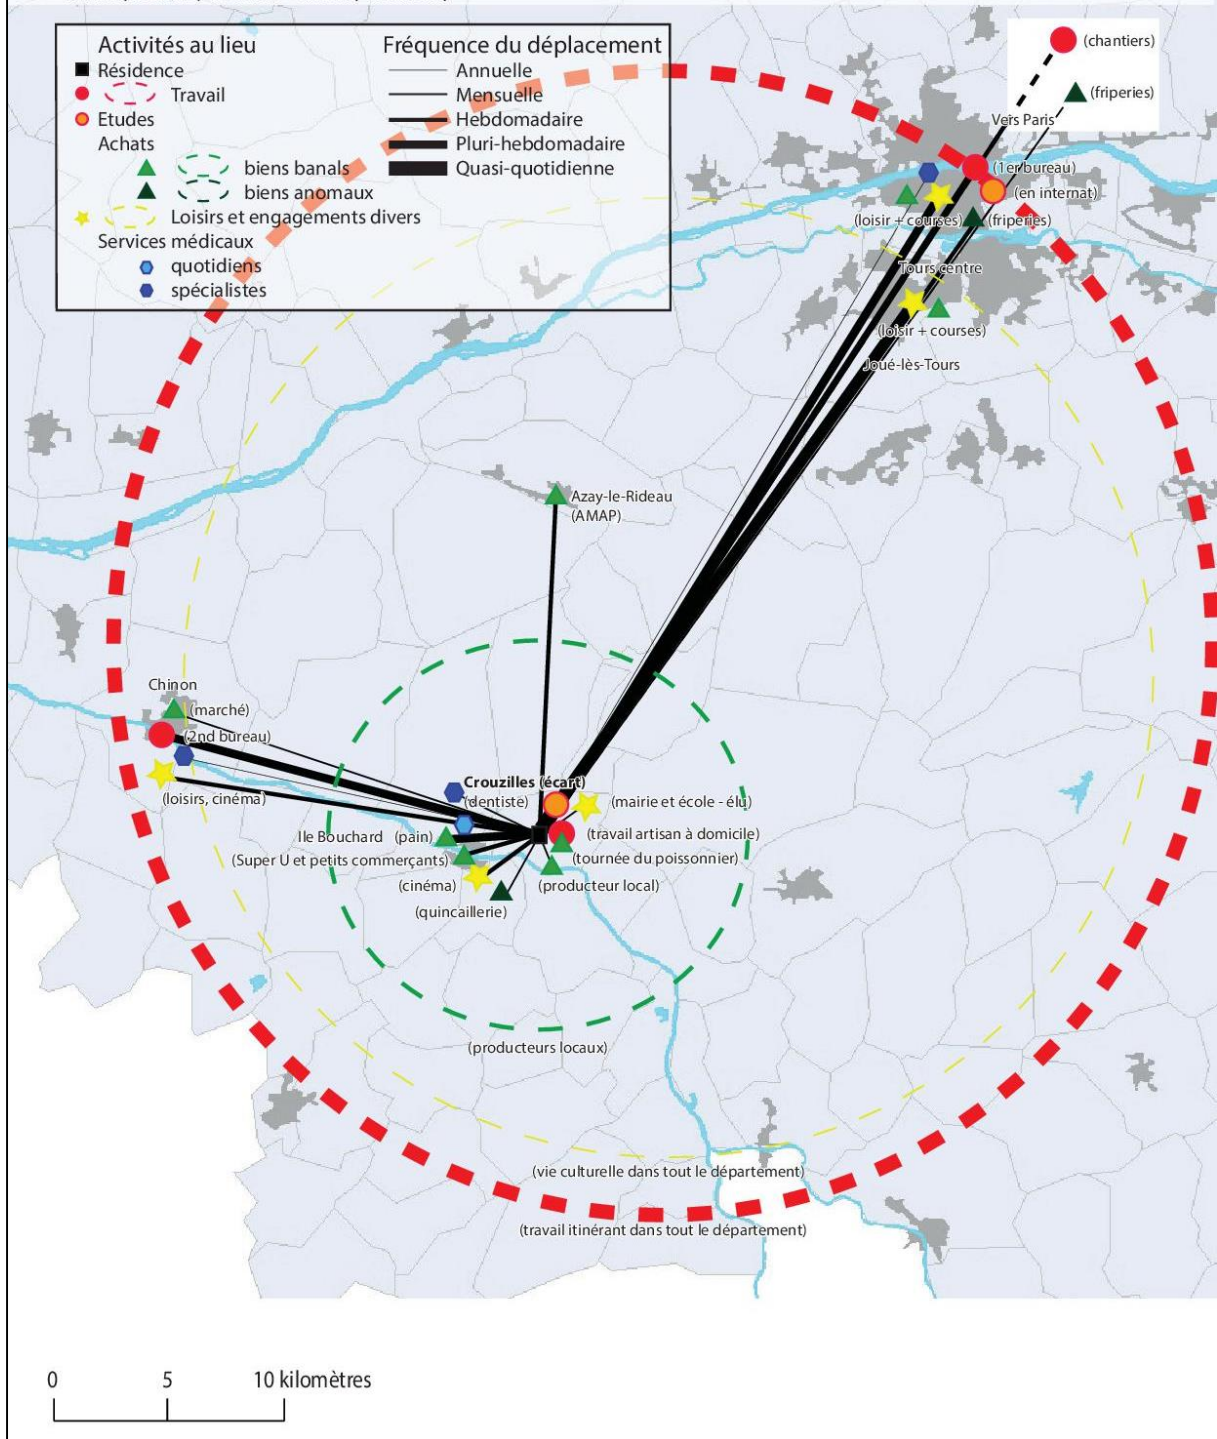 Activités au lieu
Résidence
Travail
Etudes
Achats
biens banals
biens anomaux
Loisirs et engagements divers
Services médicaux
quotidiens
spécialistes
Fréquence du déplacement
Annuelle
Mensuelle
Hebdomadaire
Pluri-hebdomadaire
Quasi-quotidienne
(chantiers)
(friperies)
Vers Paris
(1er bureau)
(en internat)
(loisir + courses)
(friperies)
Tours centre
(loisir + courses)
Joué-lès-Tours
Azay-le-Rideau
(AMAP)
Chinon
(marché)
(2nd bureau)
(loisirs, cinéma)
Crouzilles (écart)
(dentiste)
(mairie et école - élu)
Ile Bouchard
(pain)
(travail artisan à domicile)
(Super U et petits commerçants)
(tournée du poissonnier)
(cinéma)
(producteur local)
(quincaillerie)
(producteurs locaux)
(vie culturelle dans tout le département)
(travail itinérant dans tout le département)
0 5 10 kilomètres